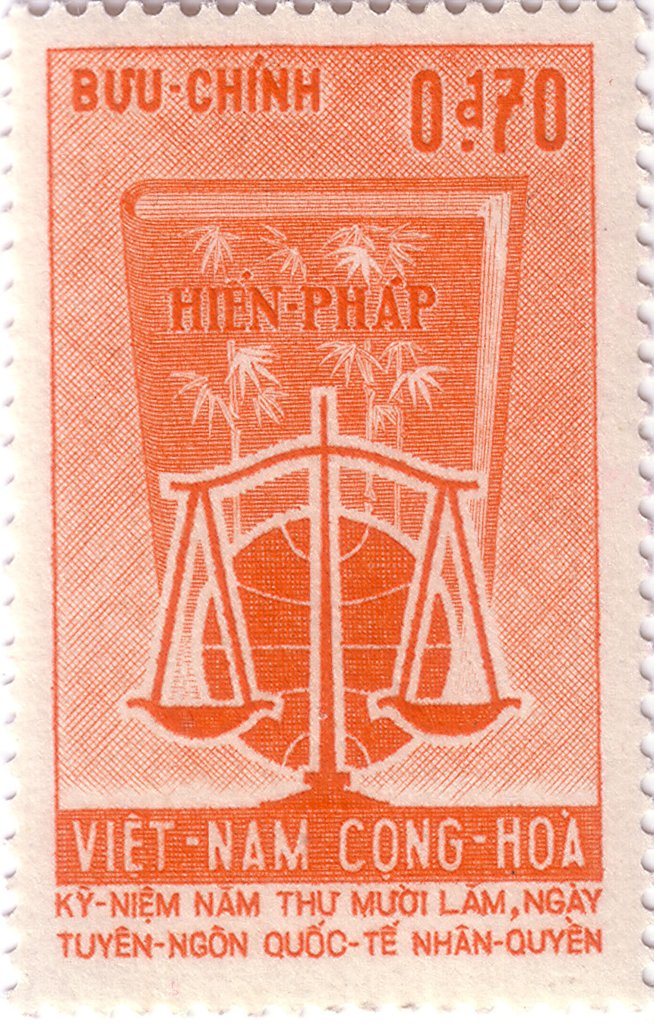 BƯU-CHÍNH
0đ70
HIẾN-PHÁP
VIỆT-NAM CỘNG-HOÀ
KỶ-NIỆM NĂM THỨ MƯỜI LĂM, NGÀY
TUYÊN-NGÔN QUỐC-TẾ NHÂN-QUYỀN